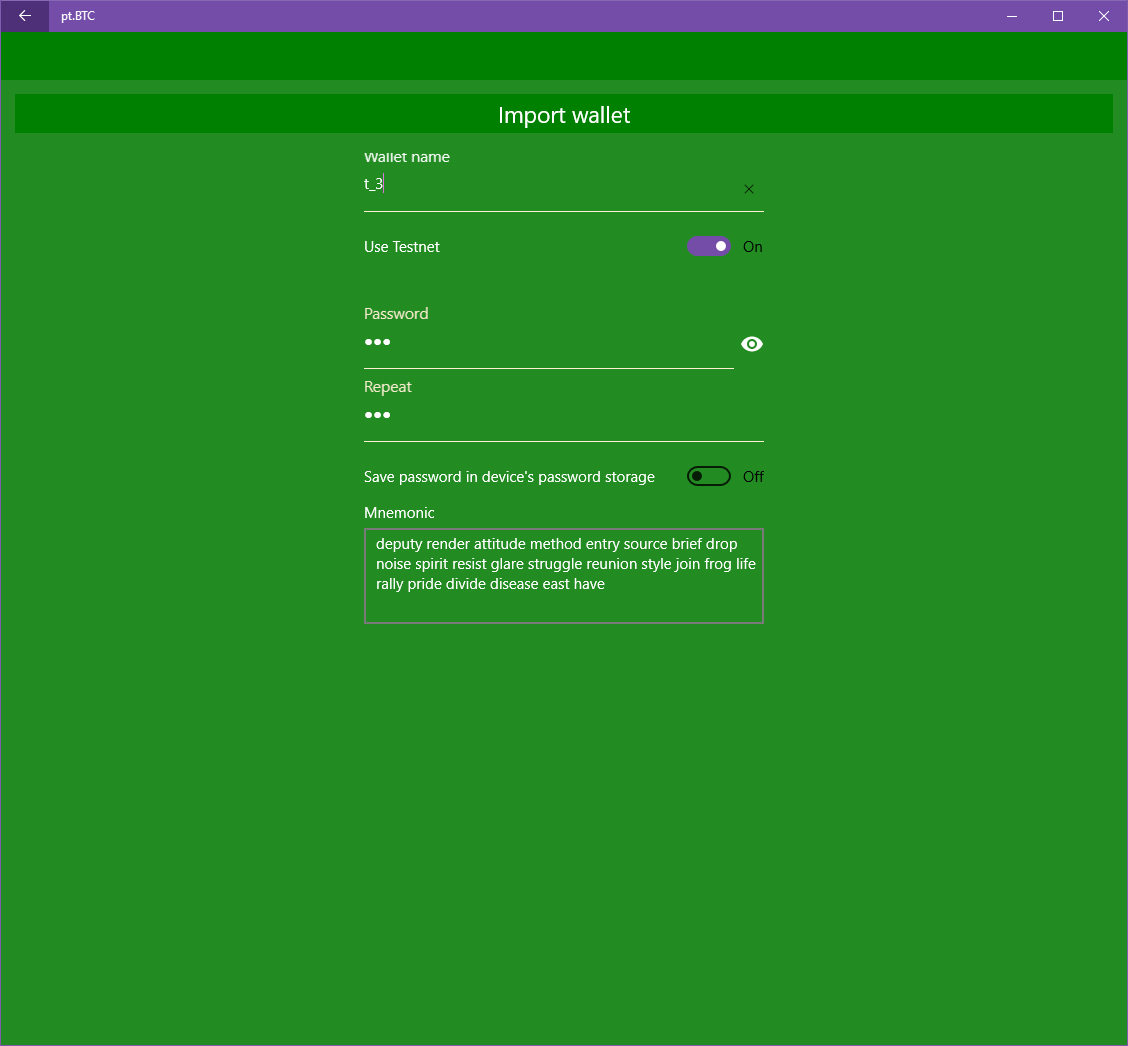 pt.BTC
Import wallet
Wallet name
t_3
Use Testnet On
Password
•••
Repeat
•••
Save password in device's password storage Off
Mnemonic
deputy render attitude method entry source brief drop
noise spirit resist glare struggle reunion style join frog life
rally pride divide disease east have